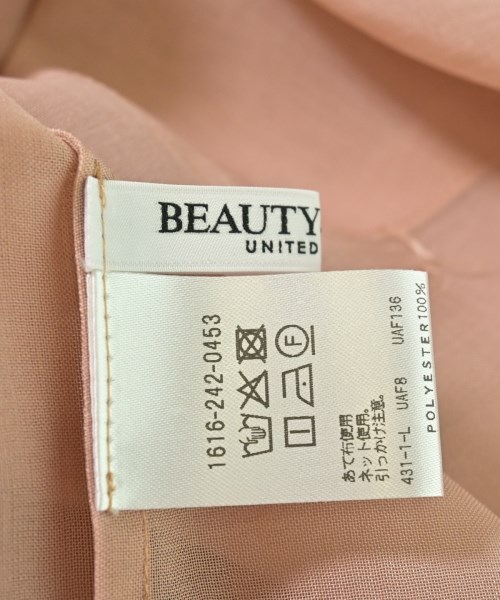 BEAUTY
UNITED
1616-242-0453
F
あて布使用
ネット使用。
引っかけ注意。
431-1-L UAF8 UAF136
POLYESTER100%